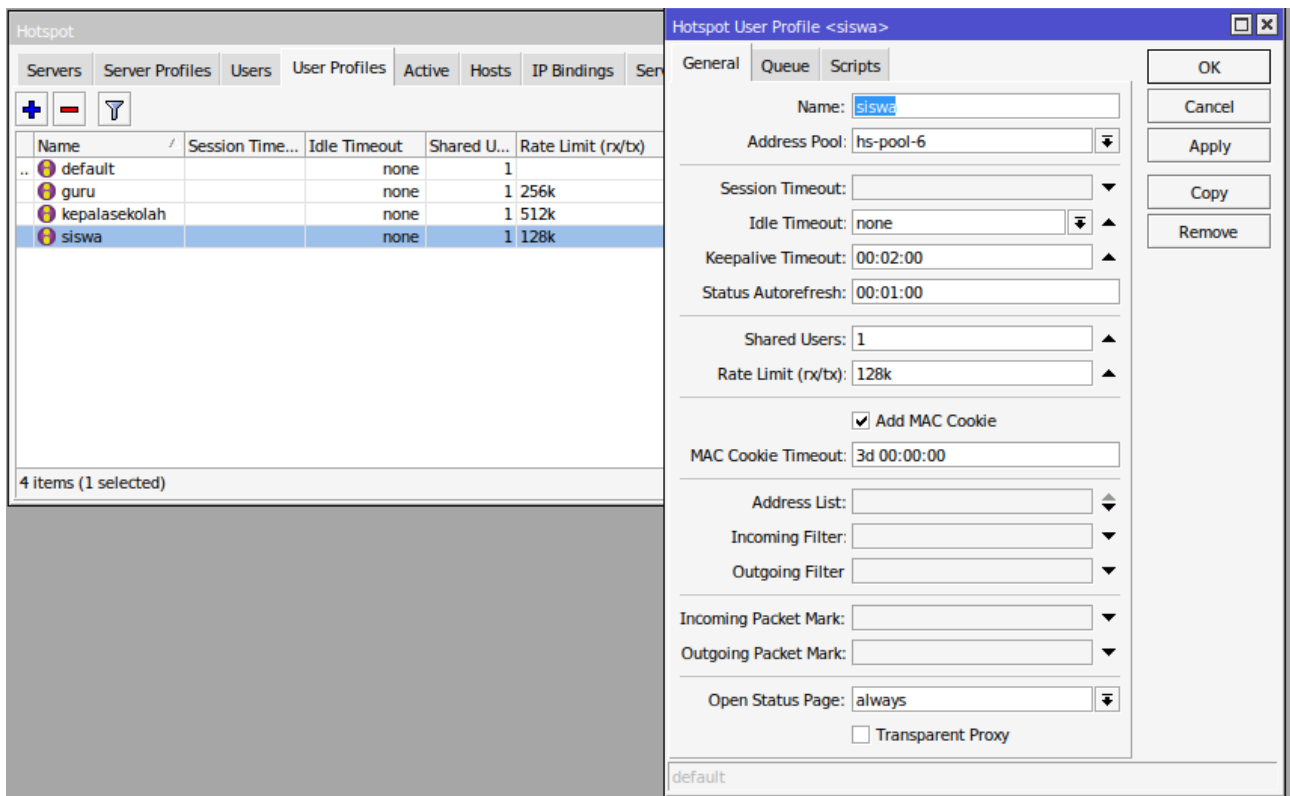 Hotspot
Servers Server Profiles Users User Profiles Active Hosts IP Bindings
Name Session Time... Idle Timeout Shared U... Rate Limit (rx/tx)
.. default none 1
guru none 1 256k
kepalasekolah none 1 512k
siswa none 1 128k
4 items (1 selected)
Hotspot User Profile <siswa>
General Queue Scripts
Name: siswa
Address Pool: hs-pool-6
Session Timeout:
Idle Timeout: none
Keepalive Timeout: 00:02:00
Status Autorefresh: 00:01:00
Shared Users: 1
Rate Limit (rx/tx): 128k
Add MAC Cookie
MAC Cookie Timeout: 3d 00:00:00
Address List:
Incoming Filter:
Outgoing Filter
Incoming Packet Mark:
Outgoing Packet Mark:
Open Status Page: always
Transparent Proxy
default
OK
Cancel
Apply
Copy
Remove